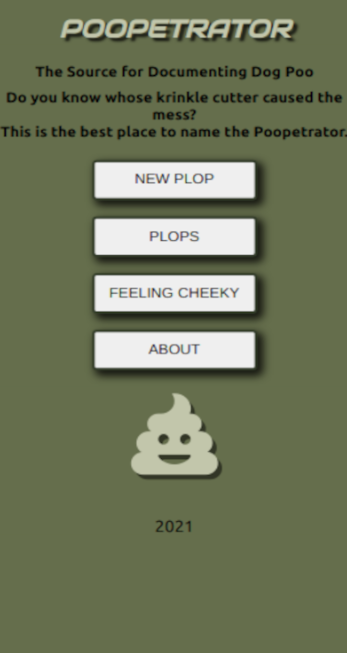 POOPETRATOR
The Source for Documenting Dog Poo
Do you know whose krinkle cutter caused the
mess?
This is the best place to name the Poopetrator.
NEW PLOP
PLOPS
FEELING CHEEKY
ABOUT
2021